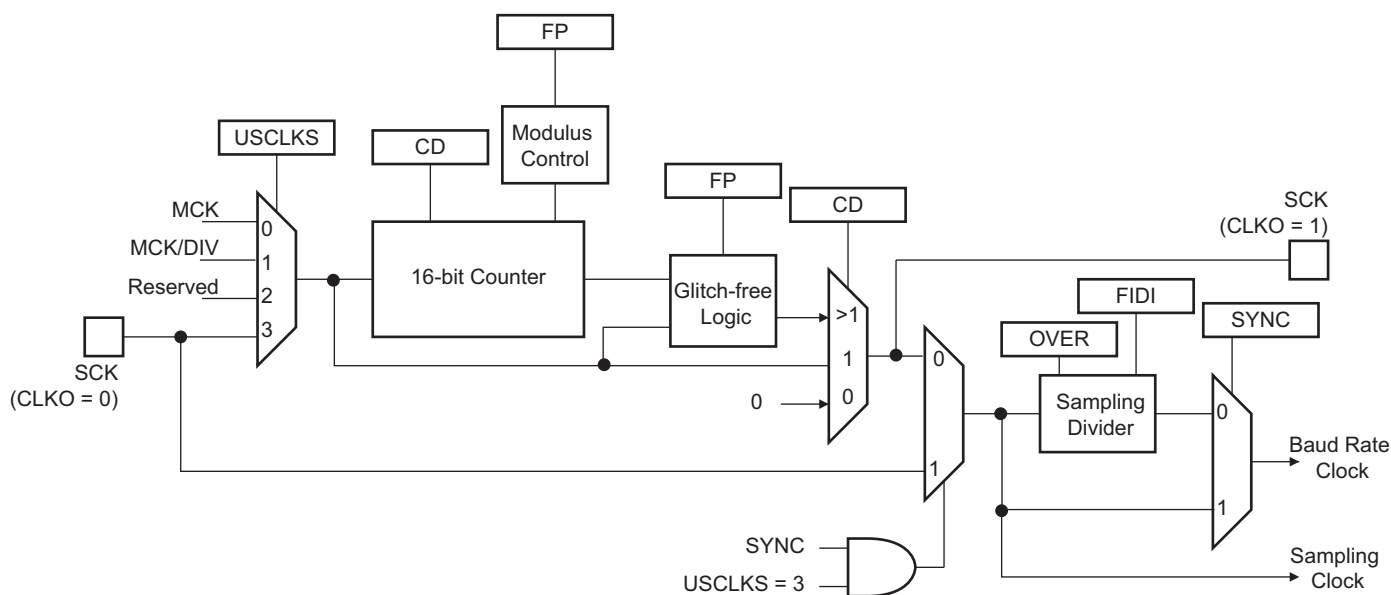 FP
USCLKS
CD
Modulus
Control
FP
CD
SCK
(CLKO = 1)
MCK
0
MCK/DIV
1
Reserved
2
3
16-bit Counter
Glitch-free
Logic
>1
1
0
0
FIDI
OVER
SYNC
SCK
(CLKO = 0)
0
1
Sampling
Divider
0
1
Baud Rate
Clock
SYNC
USCLKS = 3
Sampling
Clock